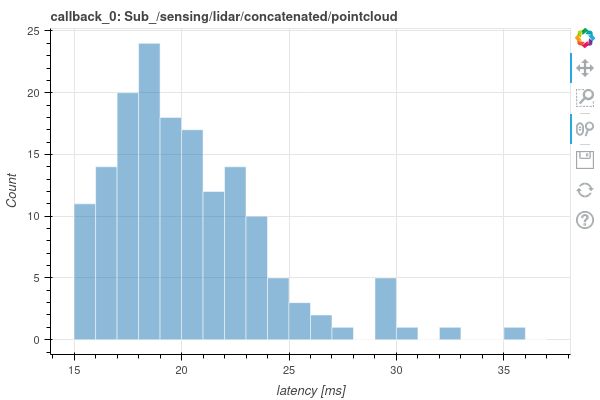 callback_0: Sub_/sensing/lidar/concatenated/pointcloud
25
20
15
10
5
0
Count
15 20 25 30 35
latency [ms]